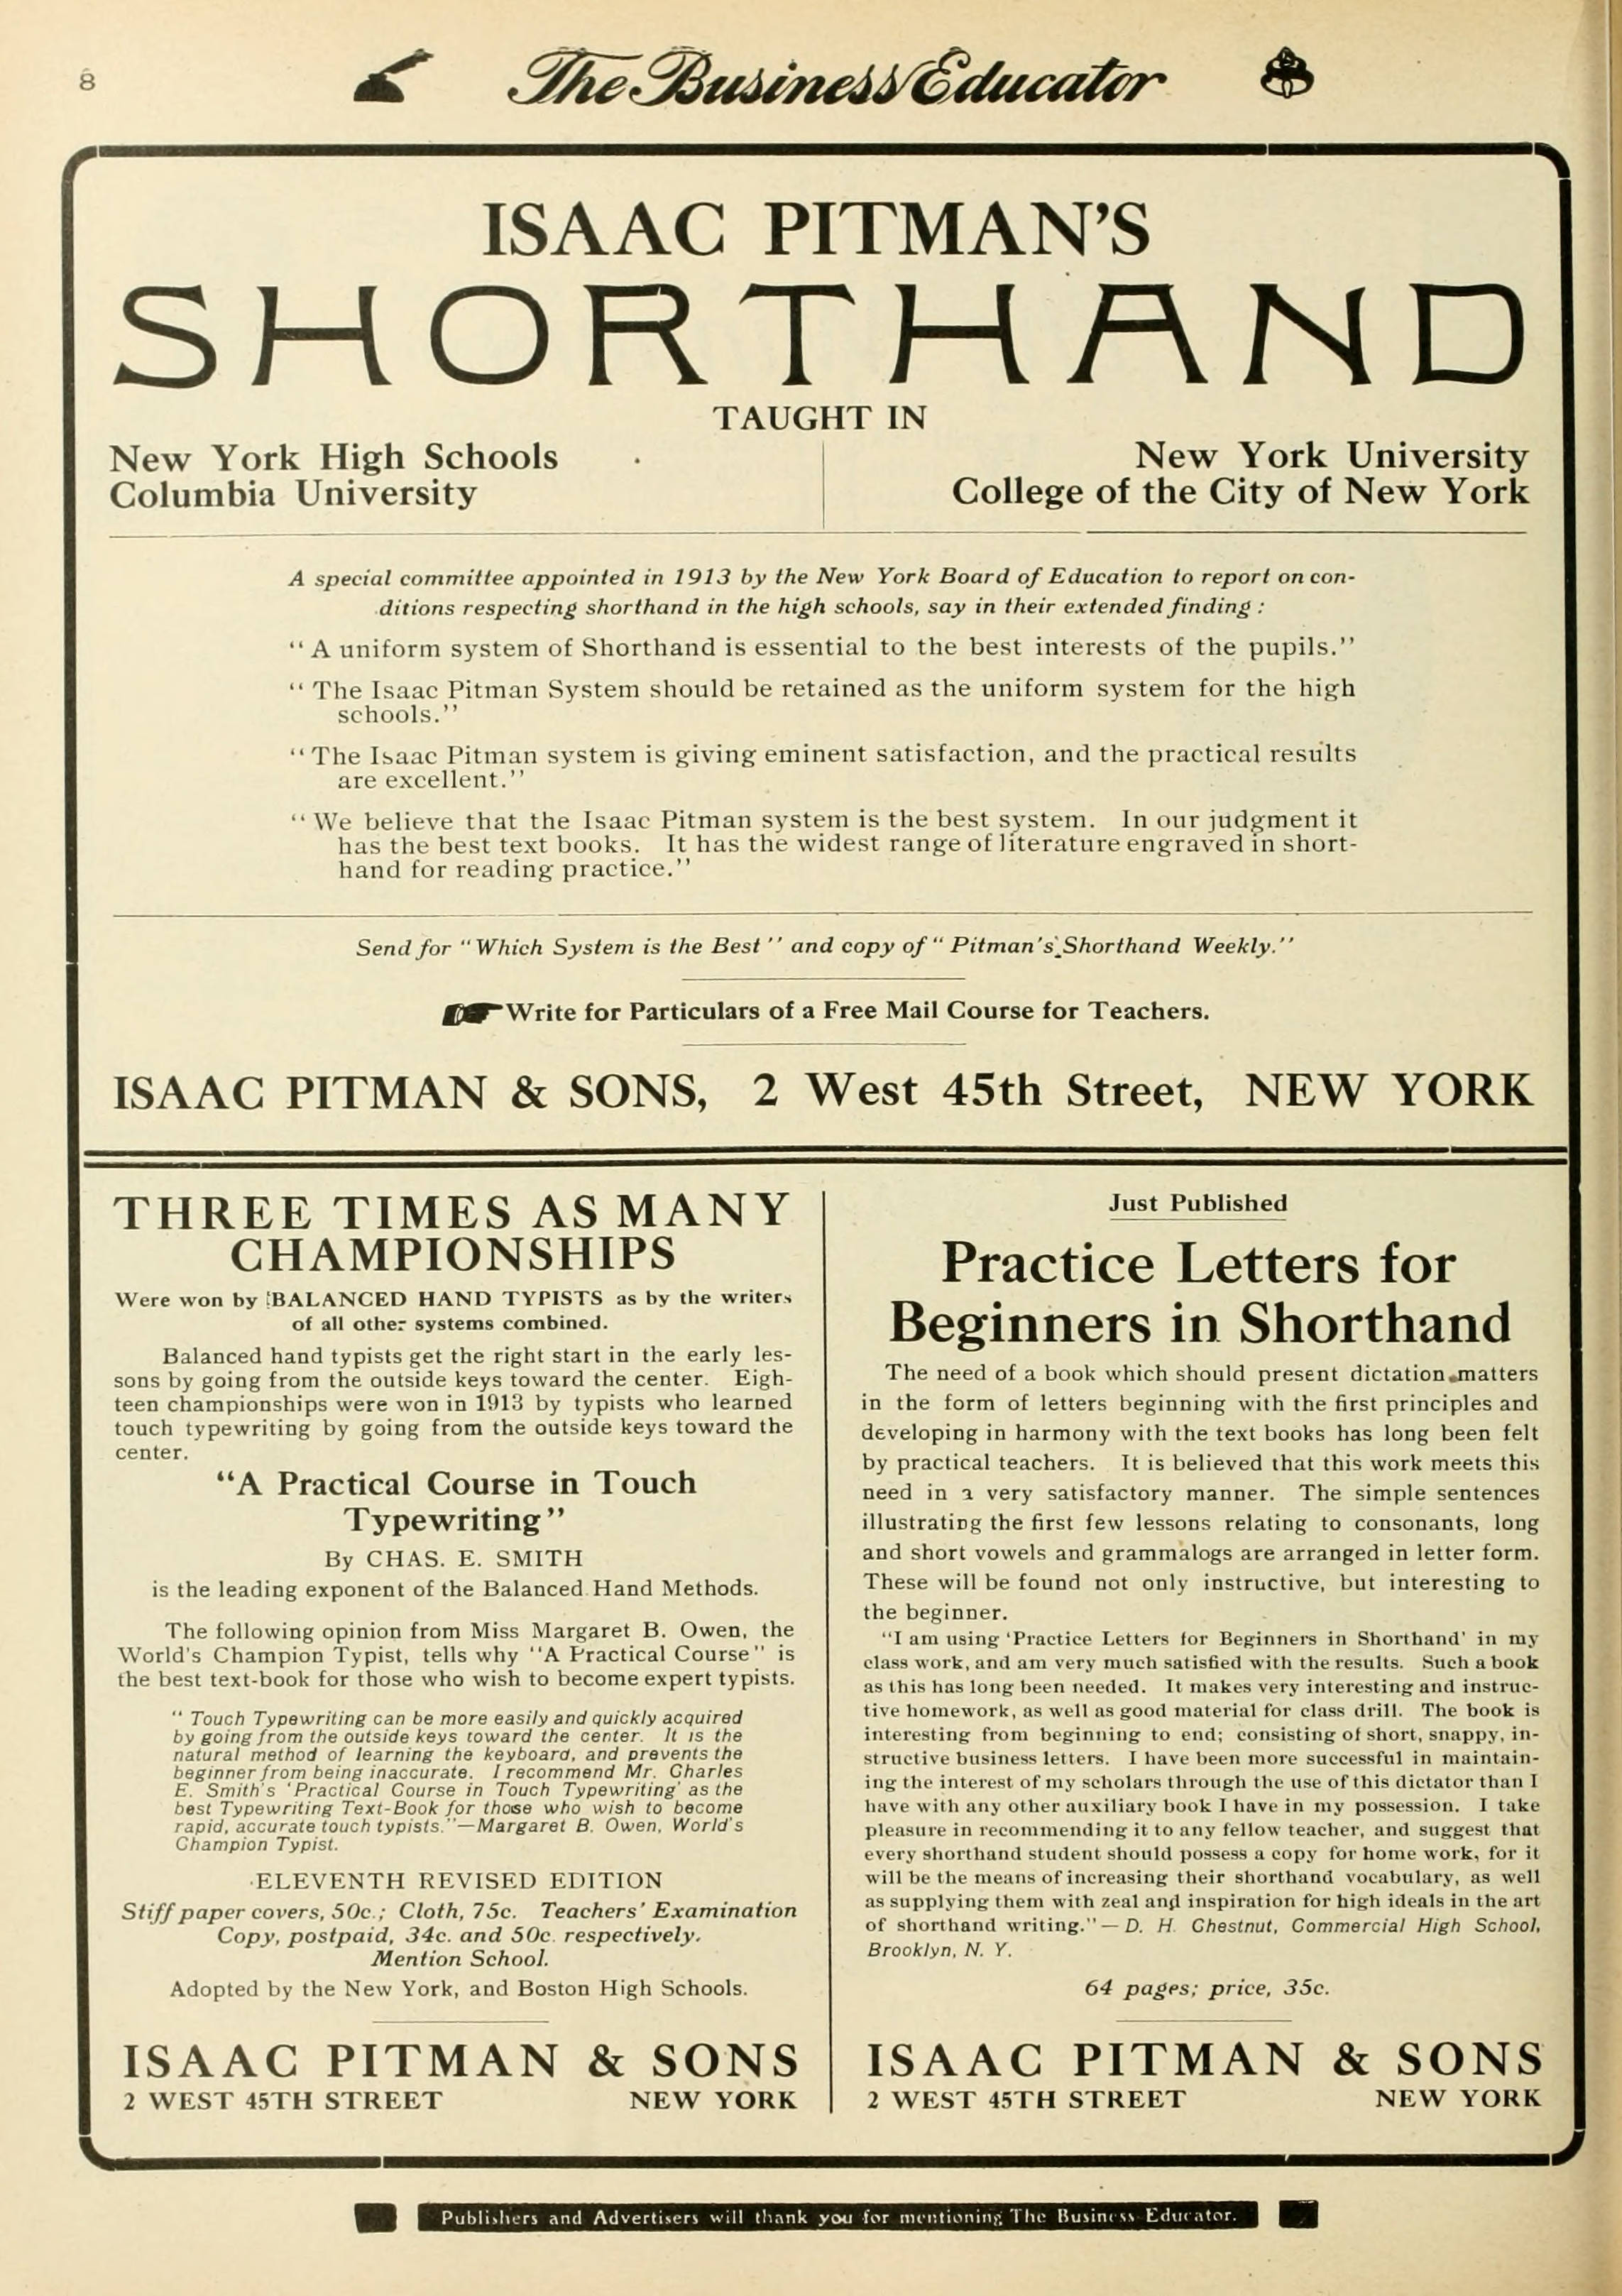 8
The Business Educator
ISAAC PITMAN'S
SHORTHAND
TAUGHT IN
New York High Schools
Columbia University
New York University
College of the City of New York
A special committee appointed in 1913 by the New York Board of Education to report on con-
ditions respecting shorthand in the high schools, say in their extended finding :
"A uniform system of Shorthand is essential to the best interests of the pupils."
"The Isaac Pitman System should be retained as the uniform system for the high
schools."
"The Isaac Pitman system is giving eminent satisfaction, and the practical results
are excellent."
"We believe that the Isaac Pitman system is the best system. In our judgment it
has the best text books. It has the widest range of literature engraved in short-
hand for reading practice."
Send for "Which System is the Best" and copy of "Pitman's Shorthand Weekly."
Write for Particulars of a Free Mail Course for Teachers.
ISAAC PITMAN & SONS, 2 West 45th Street, NEW YORK
THREE TIMES AS MANY
CHAMPIONSHIPS
Were won by BALANCED HAND TYPISTS as by the writers
of all other systems combined.
Balanced hand typists get the right start in the early les-
sons by going from the outside keys toward the center. Eigh-
teen championships were won in 1913 by typists who learned
touch typewriting by going from the outside keys toward the
center.
"A Practical Course in Touch
Typewriting"
By CHAS. E. SMITH
is the leading exponent of the Balanced Hand Methods.
The following opinion from Miss Margaret B. Owen, the
World's Champion Typist, tells why "A Practical Course" is
the best text-book for those who wish to become expert typists.
"Touch Typewriting can be more easily and quickly acquired
by going from the outside keys toward the center. It is the
natural method of learning the keyboard, and prevents the
beginner from being inaccurate. I recommend Mr. Charles
E. Smith's 'Practical Course in Touch Typewriting' as the
best Typewriting Text-Book for those who wish to become
rapid, accurate touch typists."—Margaret B. Owen, World's
Champion Typist.
ELEVENTH REVISED EDITION
Stiff paper covers, 50c.; Cloth, 75c. Teachers' Examination
Copy, postpaid, 34c. and 50c. respectively.
Mention School.
Adopted by the New York, and Boston High Schools.
ISAAC PITMAN & SONS
2 WEST 45TH STREET NEW YORK
Just Published
Practice Letters for
Beginners in Shorthand
The need of a book which should present dictation matters
in the form of letters beginning with the first principles and
developing in harmony with the text books has long been felt
by practical teachers. It is believed that this work meets this
need in a very satisfactory manner. The simple sentences
illustrating the first few lessons relating to consonants, long
and short vowels and grammalogs are arranged in letter form.
These will be found not only instructive, but interesting to
the beginner.
"I am using 'Practice Letters for Beginners in Shorthand' in my
class work, and am very much satisfied with the results. Such a book
as this has long been needed. It makes very interesting and instruc-
tive homework, as well as good material for class drill. The book is
interesting from beginning to end; consisting of short, snappy, in-
structive business letters. I have been more successful in maintain-
ing the interest of my scholars through the use of this dictator than I
have with any other auxiliary book I have in my possession. I take
pleasure in recommending it to any fellow teacher, and suggest that
every shorthand student should possess a copy for home work, for it
will be the means of increasing their shorthand vocabulary, as well
as supplying them with zeal and inspiration for high ideals in the art
of shorthand writing."—D. H. Chestnut, Commercial High School,
Brooklyn, N. Y.
64 pages; price, 35c.
ISAAC PITMAN & SONS
2 WEST 45TH STREET NEW YORK
Publishers and Advertisers will thank you for mentioning The Business Educator.